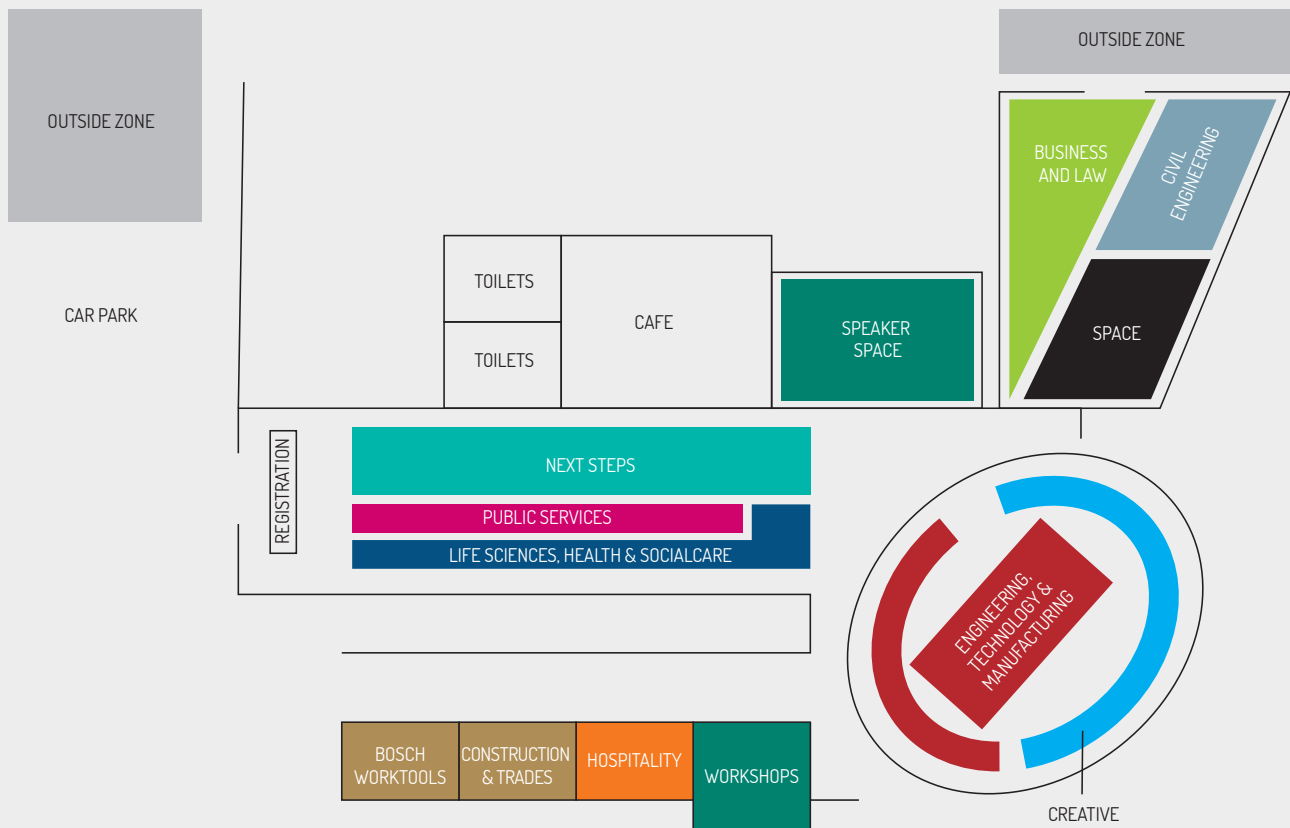 OUTSIDE ZONE
OUTSIDE ZONE
BUSINESS
AND LAW
CIVIL
ENGINEERING
CAR PARK
TOILETS
TOILETS
CAFE
SPEAKER
SPACE
SPACE
REGISTRATION
NEXT STEPS
PUBLIC SERVICES
LIFE SCIENCES, HEALTH & SOCIALCARE
ENGINEERING,
TECHNOLOGY &
MANUFACTURING
BOSCH
WORKTOOLS
CONSTRUCTION
& TRADES
HOSPITALITY
WORKSHOPS
CREATIVE